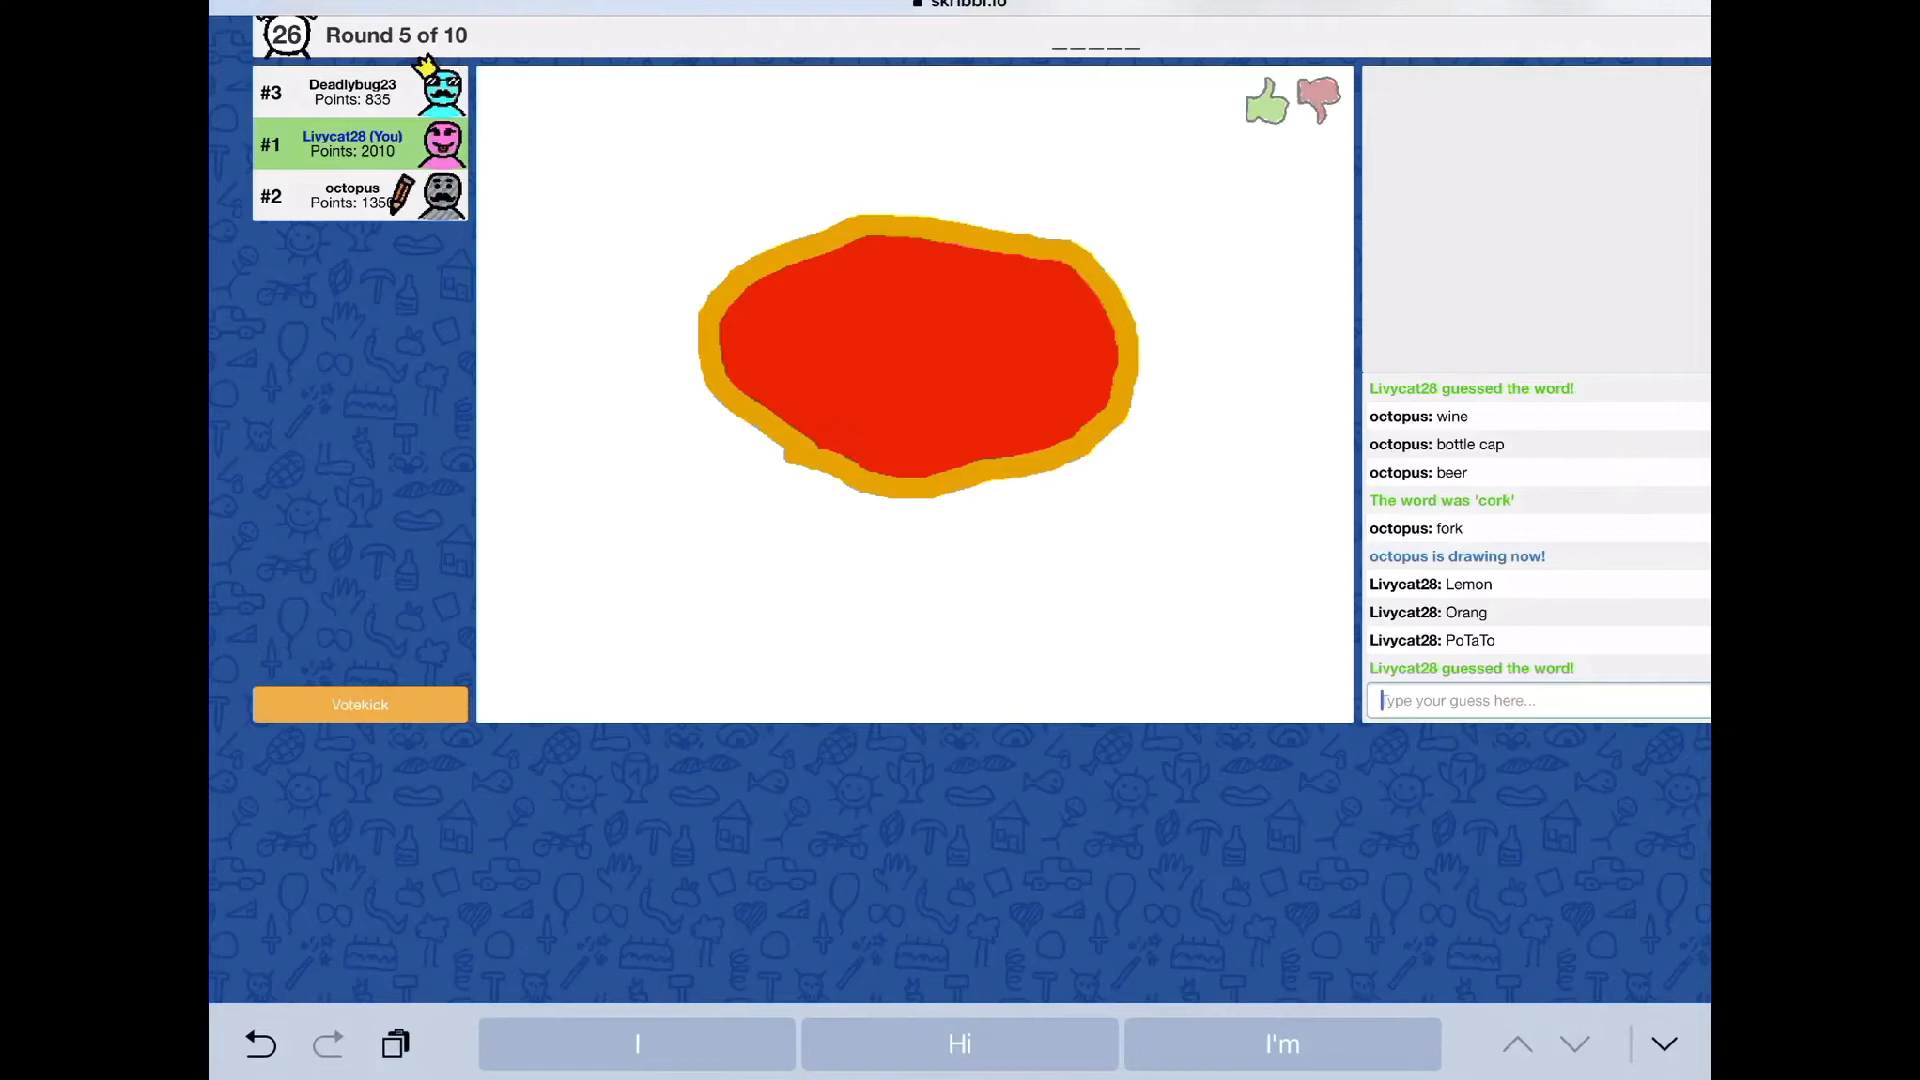 skribbl.io
26 Round 5 of 10
_ _ _ _ _
#3 Deadlybug23
Points: 835
#1 Livycat28 (You)
Points: 2010
#2 octopus
Points: 1350
Votekick
Livycat28 guessed the word!
octopus: wine
octopus: bottle cap
octopus: beer
The word was 'cork'
octopus: fork
octopus is drawing now!
Livycat28: Lemon
Livycat28: Orang
Livycat28: PoTaTo
Livycat28 guessed the word!
Type your guess here...
I
Hi
I'm